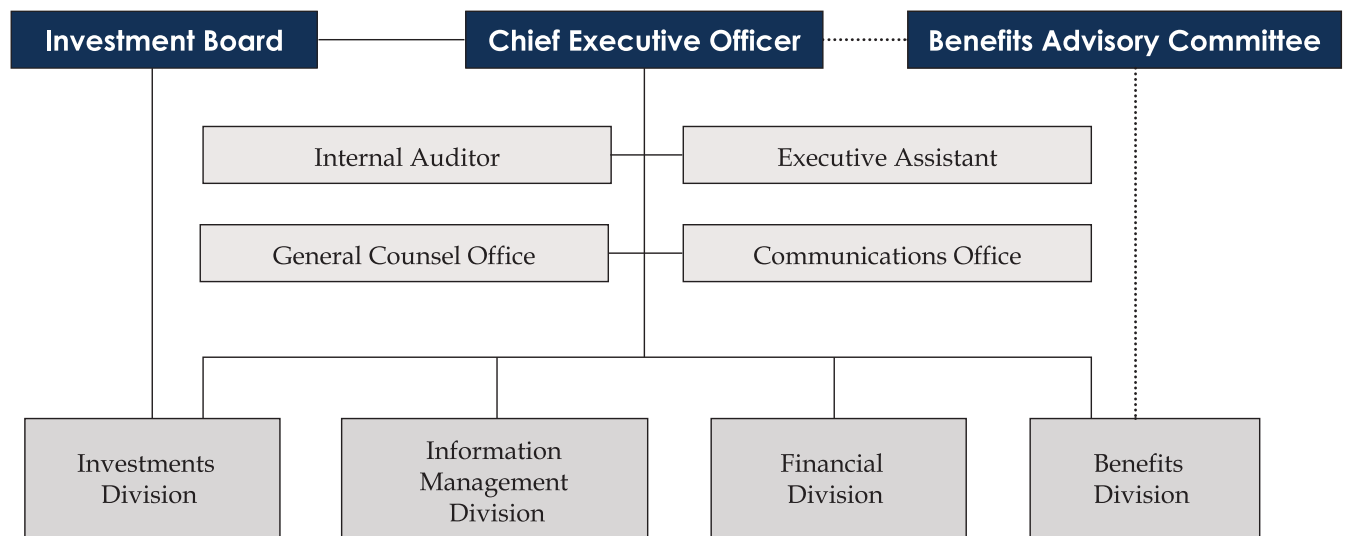 Investment Board
Chief Executive Officer
Benefits Advisory Committee
Internal Auditor
Executive Assistant
General Counsel Office
Communications Office
Investments
Division
Information
Management
Division
Financial
Division
Benefits
Division